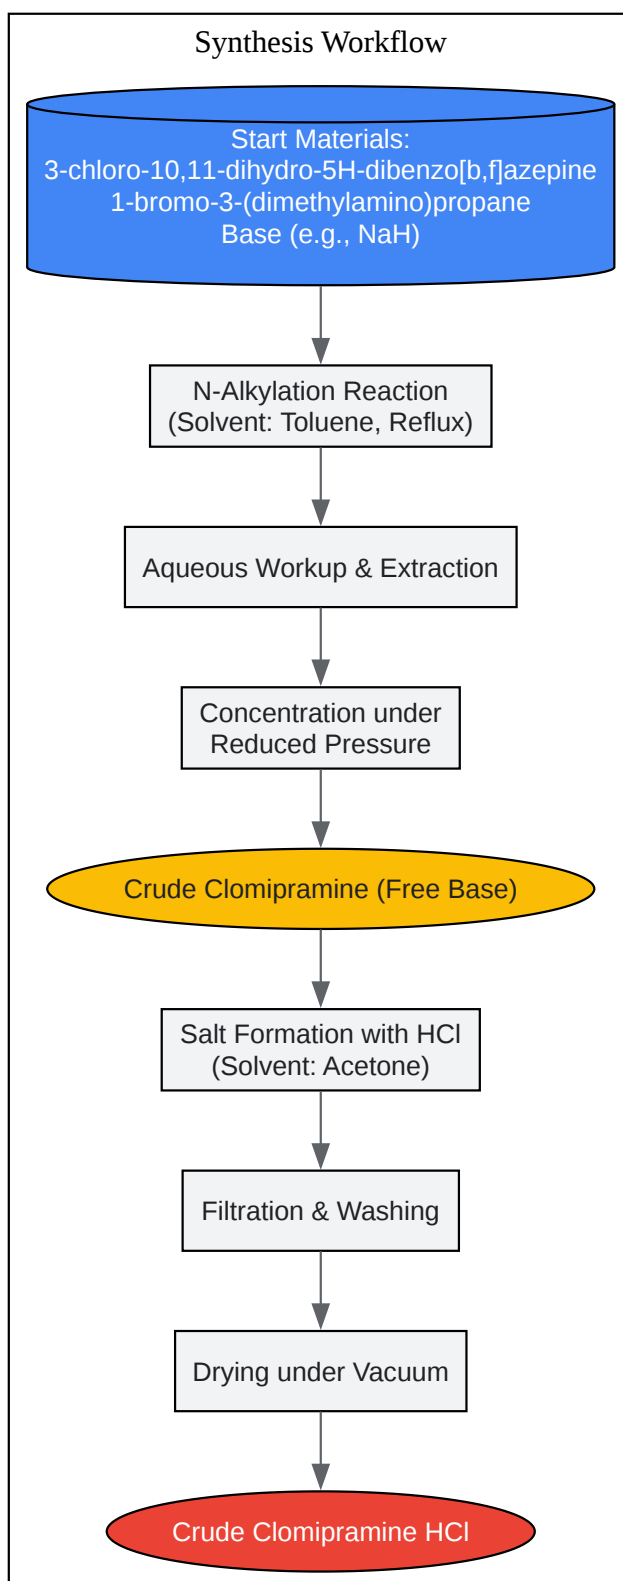 Synthesis Workflow
Start Materials:
3-chloro-10,11-dihydro-5H-dibenzo[b,f]azepine
1-bromo-3-(dimethylamino)propane
Base (e.g., NaH)
N-Alkylation Reaction
(Solvent: Toluene, Reflux)
Aqueous Workup & Extraction
Concentration under
Reduced Pressure
Crude Clomipramine (Free Base)
Salt Formation with HCl
(Solvent: Acetone)
Filtration & Washing
Drying under Vacuum
Crude Clomipramine HCl